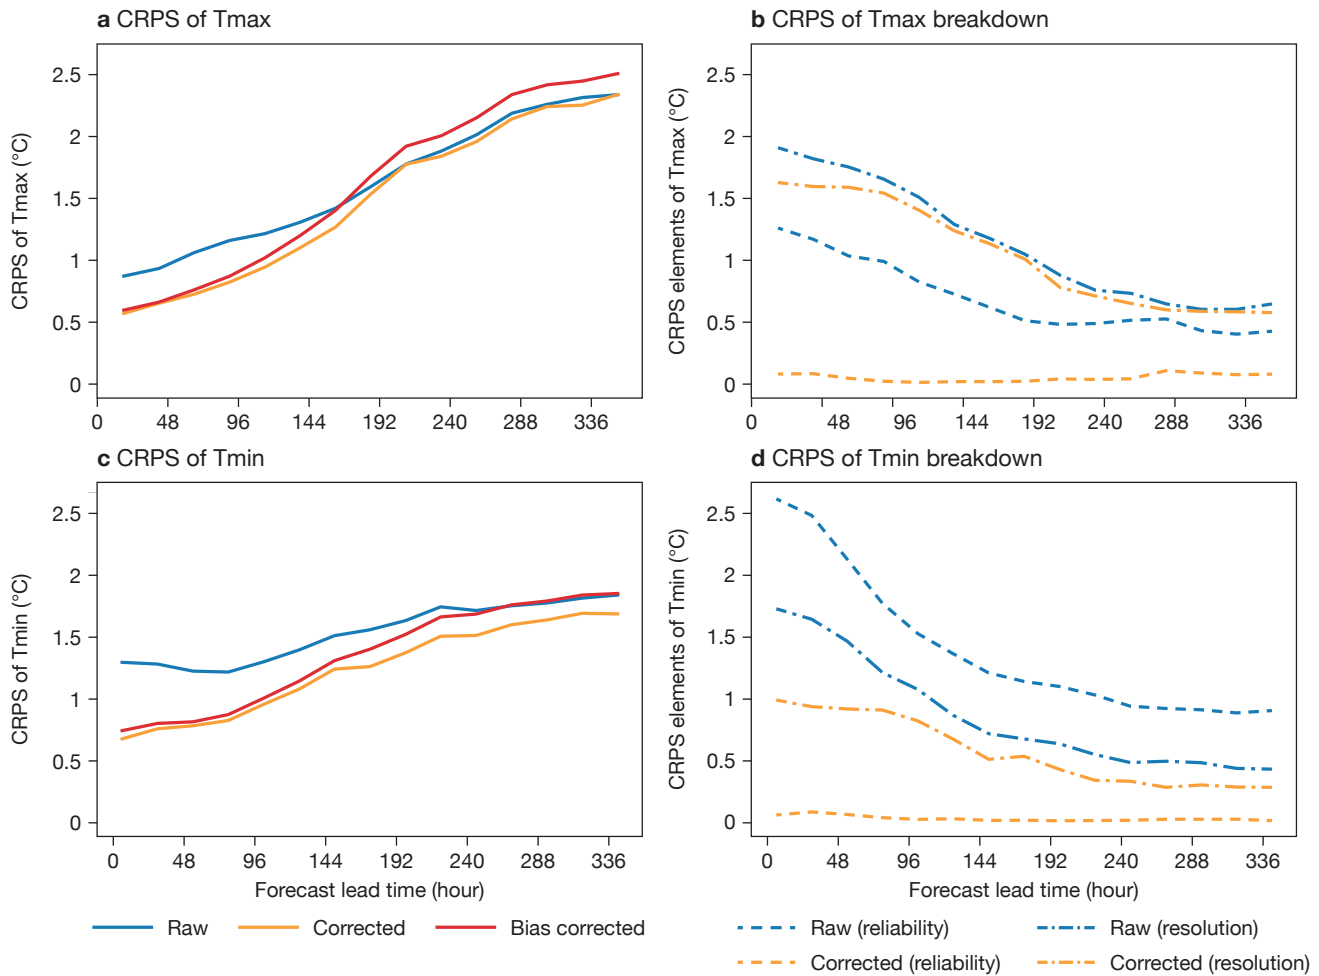 a CRPS of Tmax
CRPS of Tmax (°C)
2.5
2
1.5
1
0.5
0
0 48 96 144 192 240 288 336
b CRPS of Tmax breakdown
CRPS elements of Tmax (°C)
2.5
2
1.5
1
0.5
0
0 48 96 144 192 240 288 336
c CRPS of Tmin
CRPS of Tmin (°C)
2.5
2
1.5
1
0.5
0
0 48 96 144 192 240 288 336
Forecast lead time (hour)
d CRPS of Tmin breakdown
CRPS elements of Tmin (°C)
2.5
2
1.5
1
0.5
0
0 48 96 144 192 240 288 336
Forecast lead time (hour)
Raw Corrected Bias corrected
Raw (reliability) Raw (resolution)
Corrected (reliability) Corrected (resolution)